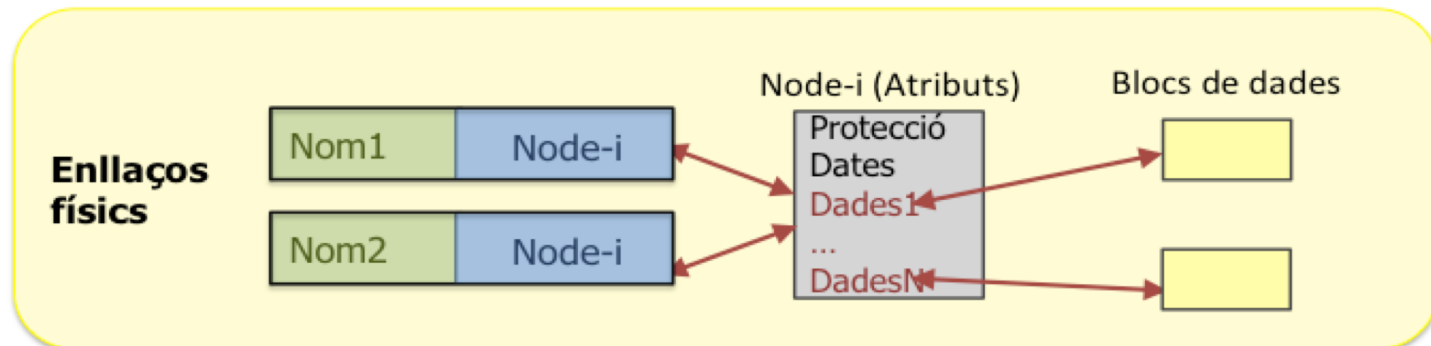 Enllaços
físics
Nom1 Node-i
Nom2 Node-i
Node-i (Atributs)
Protecció
Dates
Dades1
...
DadesN
Blocs de dades